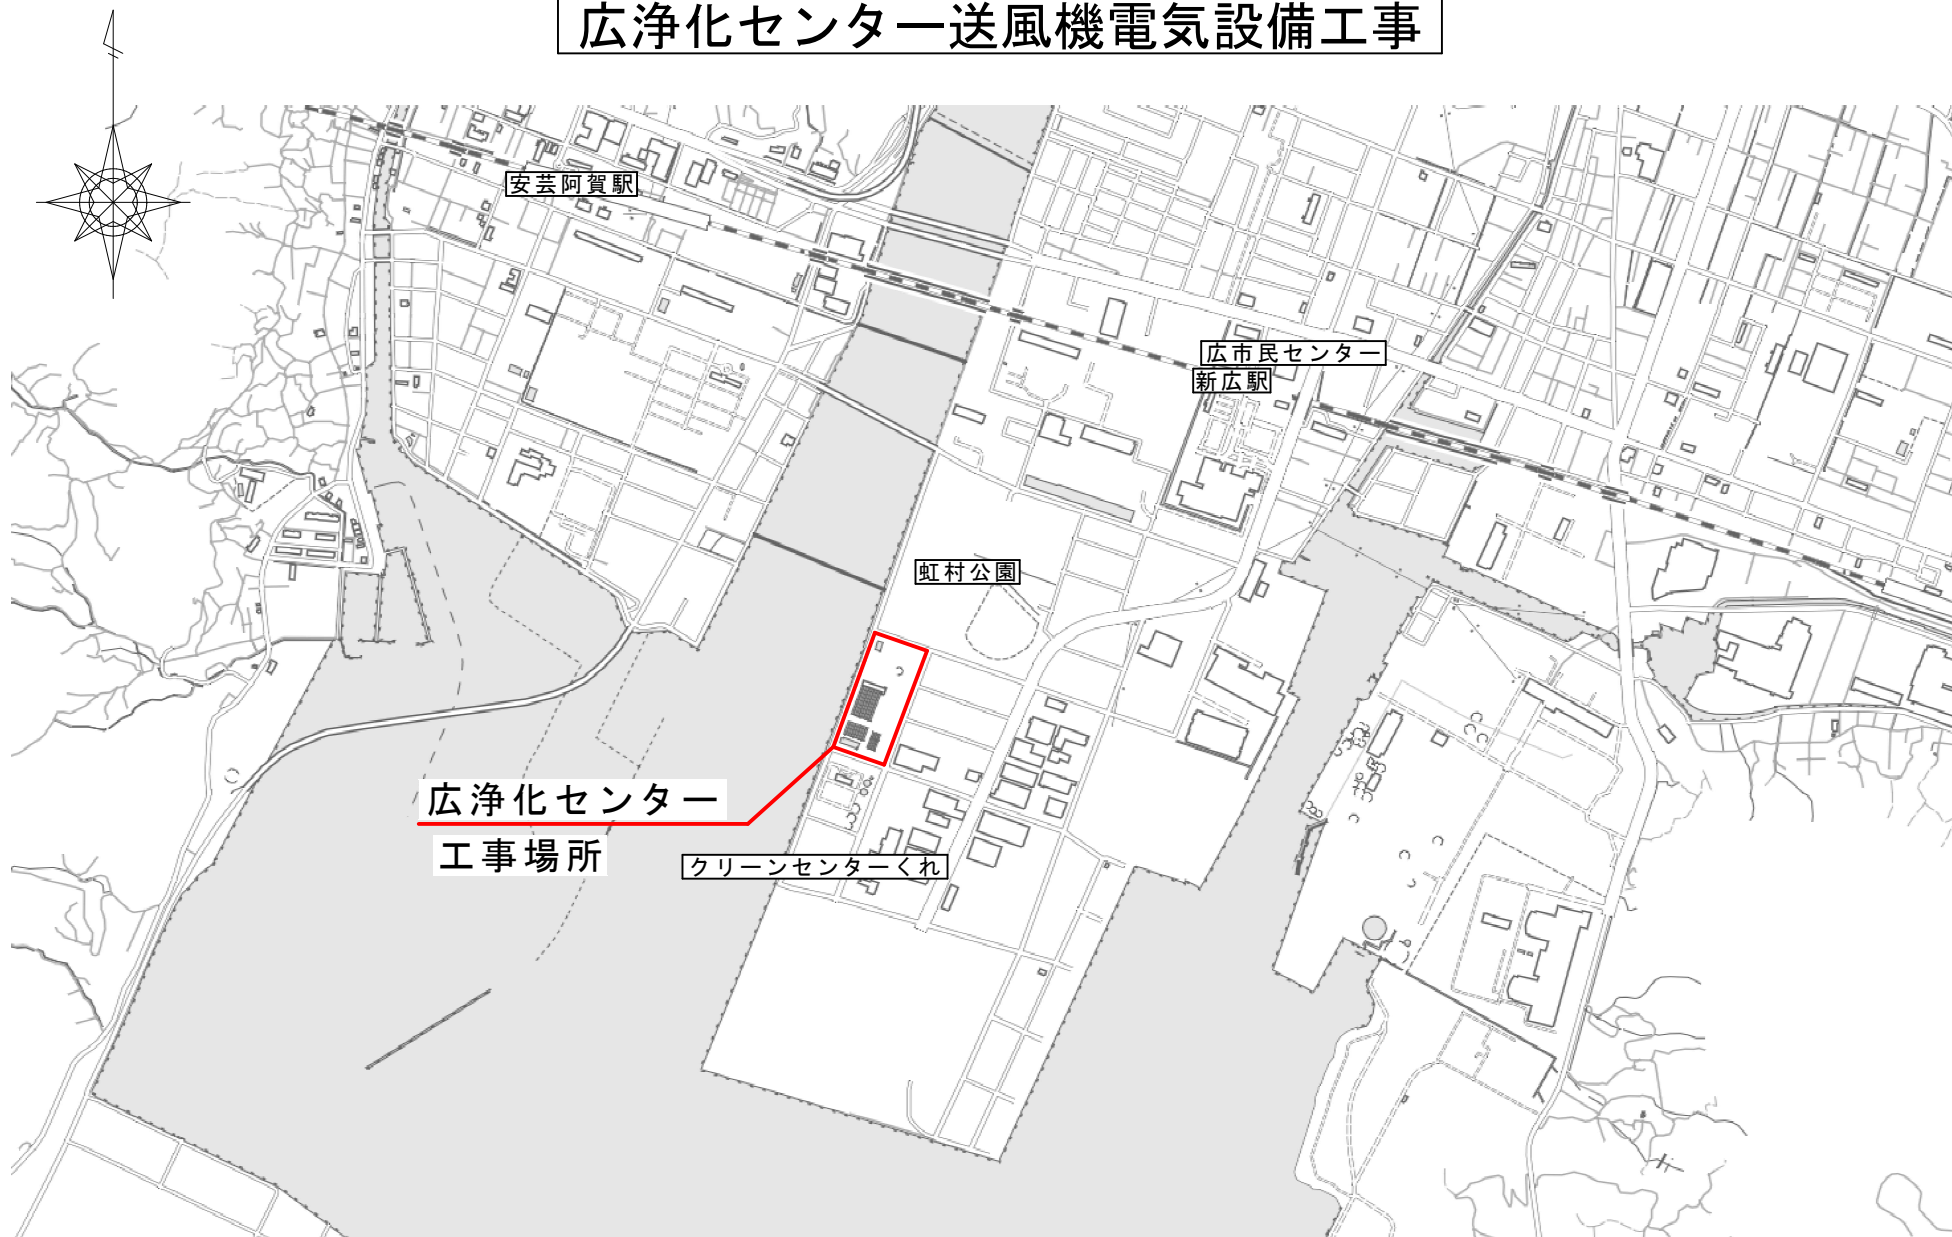 広浄化センター送風機電気設備工事
安芸阿賀駅
広市民センター
新広駅
虹村公園
広浄化センター
工事場所
クリーンセンターくれ